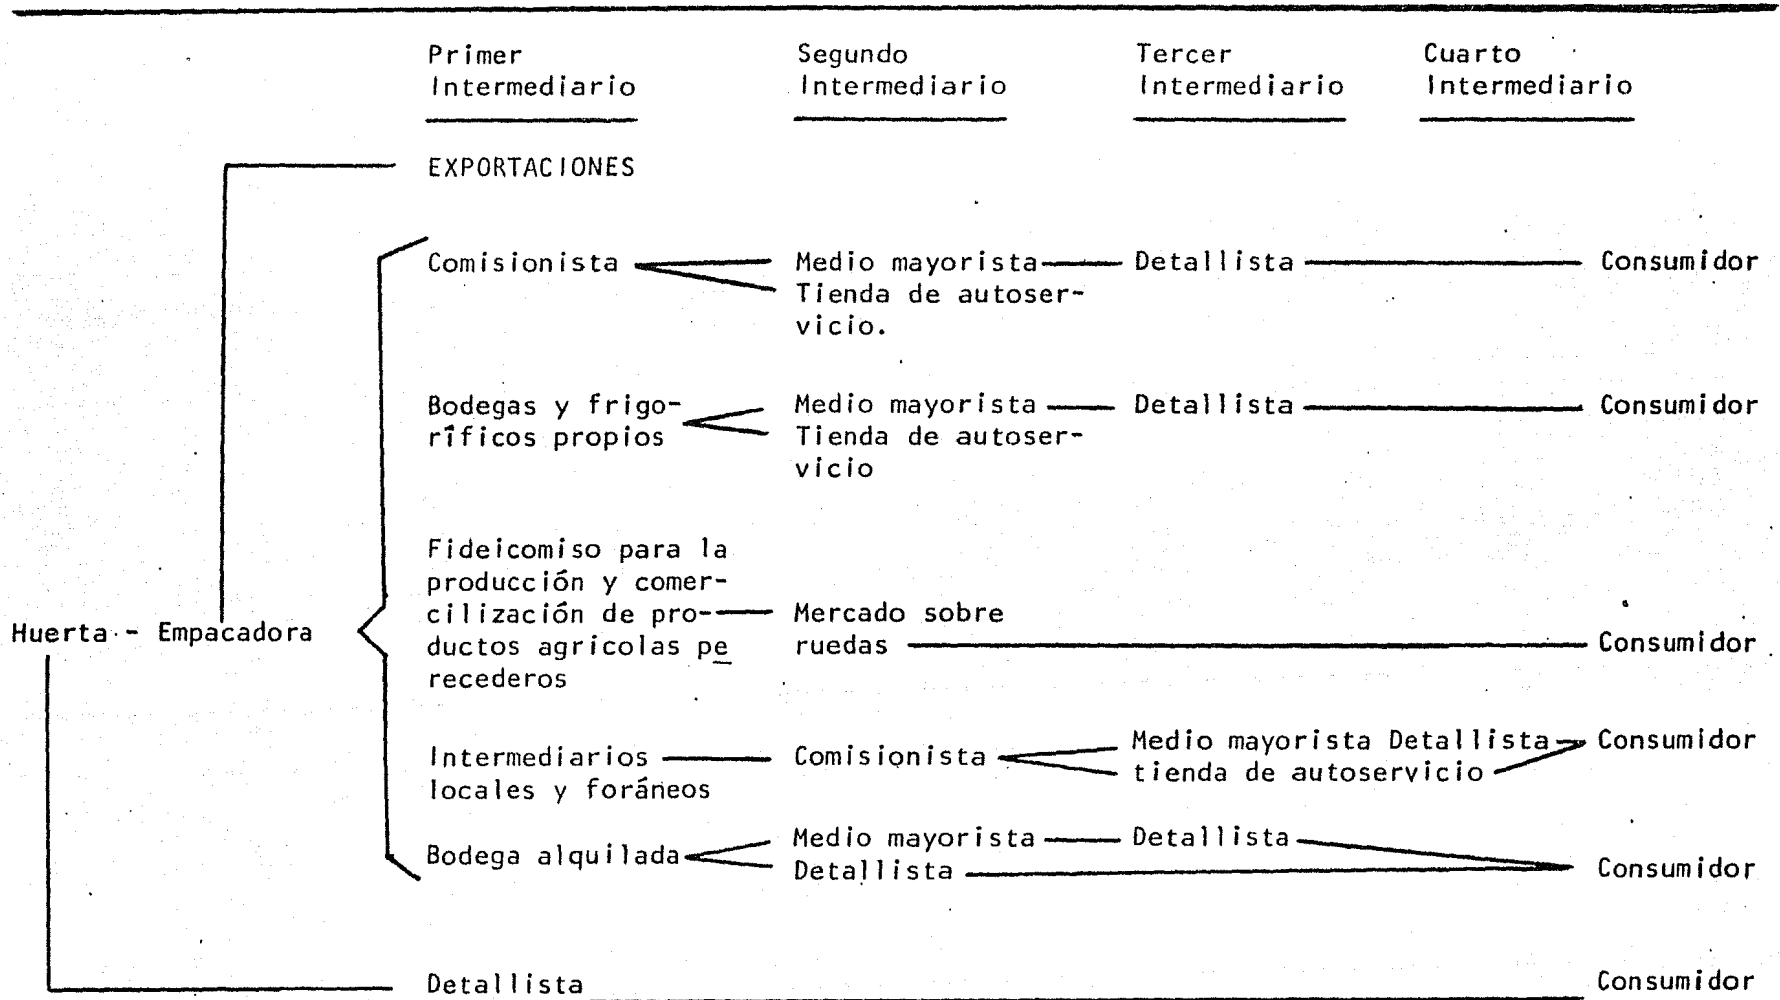 Primer Segundo Tercer Cuarto
Intermediario Intermediario Intermediario Intermediario
EXPORTACIONES
Comisionista Medio mayorista Detallista Consumidor
Tienda de autoser-
vicio.
Bodegas y frigo- Medio mayorista Detallista Consumidor
ríficos propios Tienda de autoser-
vicio
Fideicomiso para la
producción y comer-
cilización de pro- Mercado sobre
Huerta - Empacadora
ductos agricolas pe ruedas Consumidor
recederos
Intermediarios Comisionista Medio mayorista Detallista Consumidor
locales y foráneos tienda de autoservicio
Bodega alquilada Medio mayorista Detallista Consumidor
Detallista
Detallista Consumidor